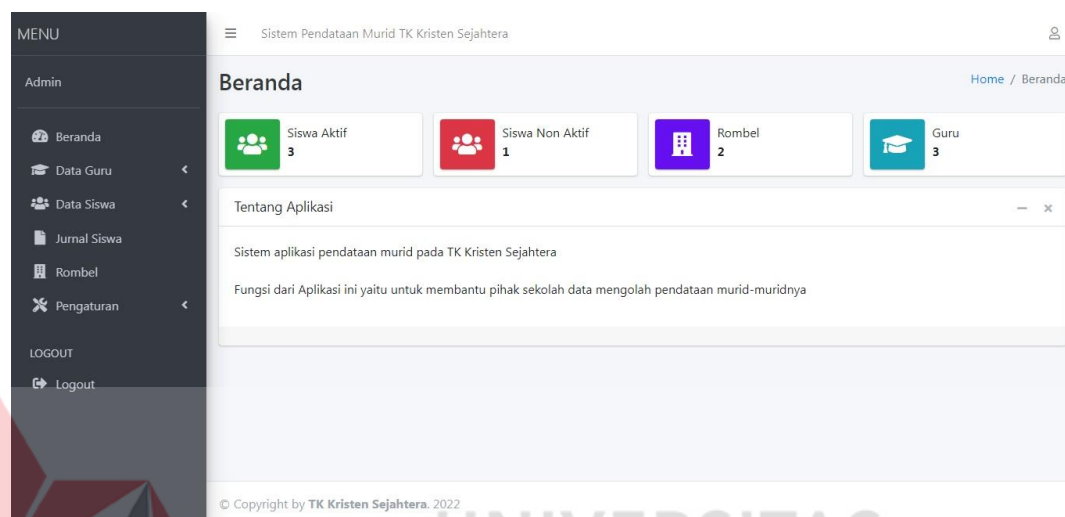 MENU
Sistem Pendataan Murid TK Kristen Sejahtera
Admin
Beranda
Home / Beranda
Beranda
Data Guru
Data Siswa
Jurnal Siswa
Rombel
Pengaturan
LOGOUT
Logout
Siswa Aktif
3
Siswa Non Aktif
1
Rombel
2
Guru
3
Tentang Aplikasi
Sistem aplikasi pendataan murid pada TK Kristen Sejahtera
Fungsi dari Aplikasi ini yaitu untuk membantu pihak sekolah data mengolah pendataan murid-muridnya
© Copyright by TK Kristen Sejahtera. 2022
UNIVERSITAS